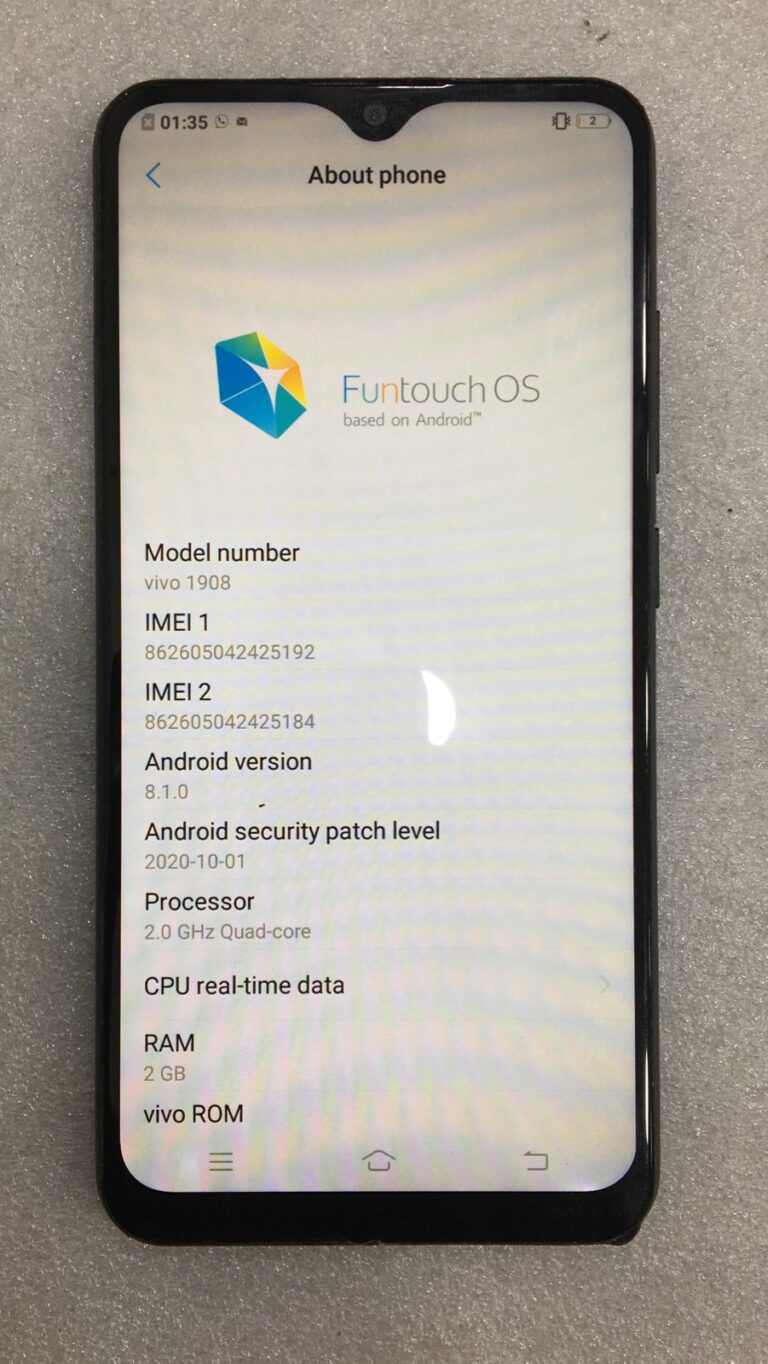 01:35
2
About phone
Funtouch OS
based on Android™
Model number
vivo 1908
IMEI 1
862605042425192
IMEI 2
862605042425184
Android version
8.1.0
Android security patch level
2020-10-01
Processor
2.0 GHz Quad-core
CPU real-time data
RAM
2 GB
vivo ROM